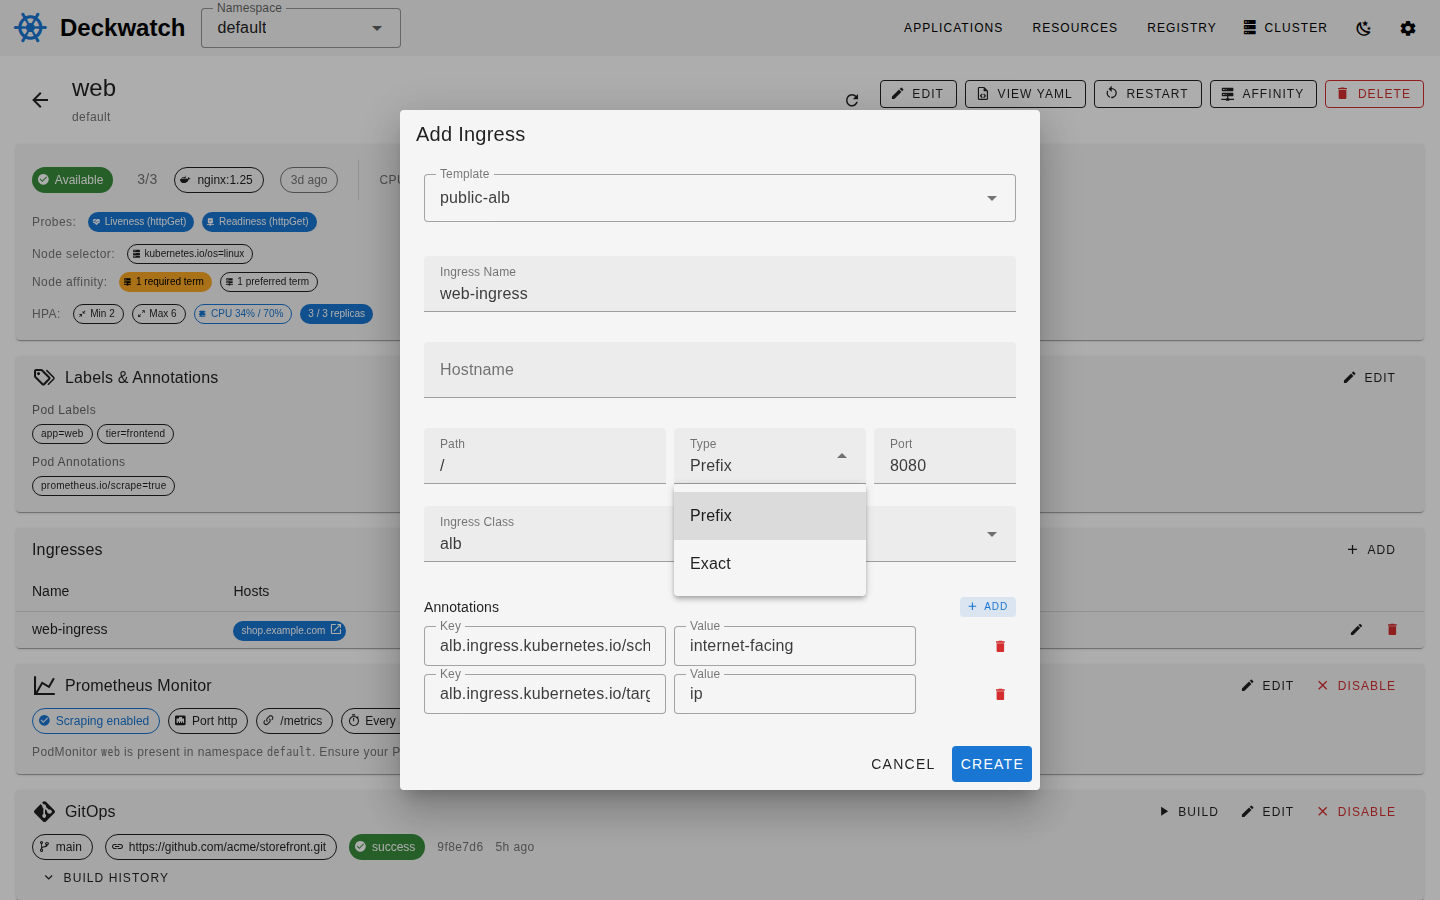 Deckwatch
Namespace
default
APPLICATIONS
RESOURCES
REGISTRY
CLUSTER
web
default
EDIT
VIEW YAML
RESTART
AFFINITY
DELETE
Available
3/3
nginx:1.25
3d ago
Probes:
Liveness (httpGet)
Readiness (httpGet)
Node selector:
kubernetes.io/os=linux
Node affinity:
1 required term
1 preferred term
HPA:
Min 2
Max 6
CPU 34% / 70%
3 / 3 replicas
Labels & Annotations
EDIT
Pod Labels
app=web
tier=frontend
Pod Annotations
prometheus.io/scrape=true
Ingresses
ADD
Name
Hosts
web-ingress
shop.example.com
Prometheus Monitor
EDIT
DISABLE
Scraping enabled
Port http
/metrics
Every
PodMonitor web is present in namespace default. Ensure your
GitOps
BUILD
EDIT
DISABLE
main
https://github.com/acme/storefront.git
success
9f8e7d6
5h ago
BUILD HISTORY
Add Ingress
Template
public-alb
Ingress Name
web-ingress
Hostname
Path
/
Type
Prefix
Port
8080
Prefix
Exact
Ingress Class
alb
Annotations
ADD
Key
alb.ingress.kubernetes.io/sch
Value
internet-facing
Key
alb.ingress.kubernetes.io/targ
Value
ip
CANCEL
CREATE